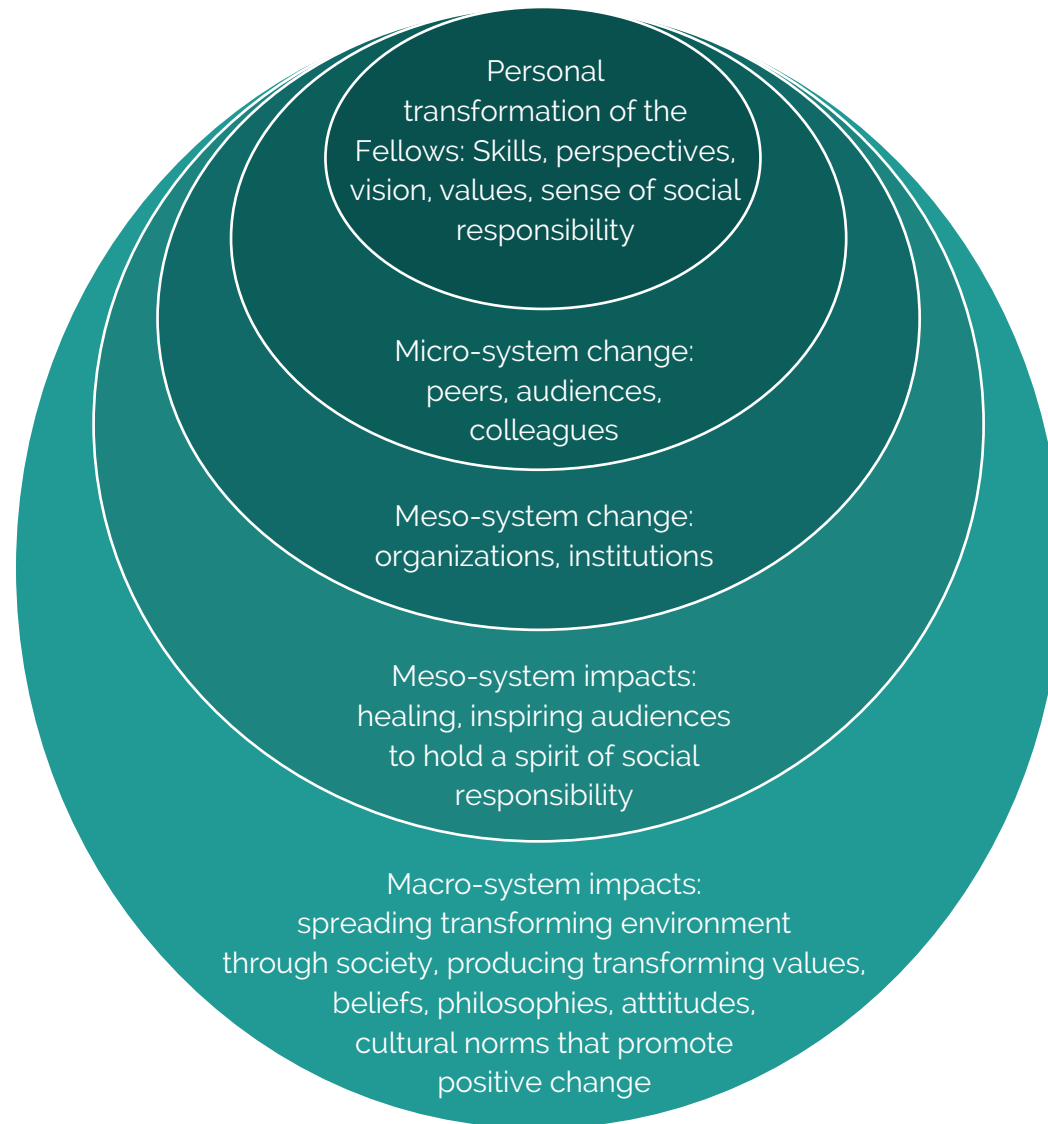 Personal
transformation of the
Fellows: Skills, perspectives,
vision, values, sense of social
responsibility
Micro-system change:
peers, audiences,
colleagues
Meso-system change:
organizations, institutions
Meso-system impacts:
healing, inspiring audiences
to hold a spirit of social
responsibility
Macro-system impacts:
spreading transforming environment
through society, producing transforming values,
beliefs, philosophies, atttitudes,
cultural norms that promote
positive change